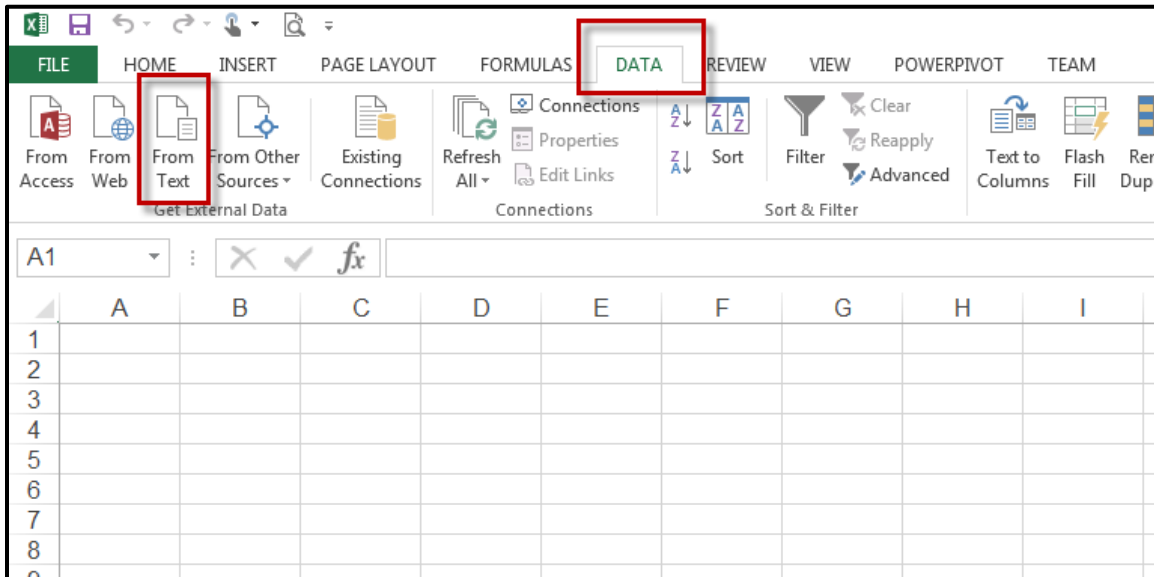 FILE HOME INSERT PAGE LAYOUT FORMULAS DATA REVIEW VIEW POWERPIVOT TEAM
From Access
From Web
From Text
From Other Sources
Existing Connections
Get External Data
Refresh All
Connections
Properties
Edit Links
Connections
Sort
Filter
Clear
Reapply
Advanced
Sort & Filter
Text to Columns
Flash Fill
A1
fx
A B C D E F G H I
1
2
3
4
5
6
7
8